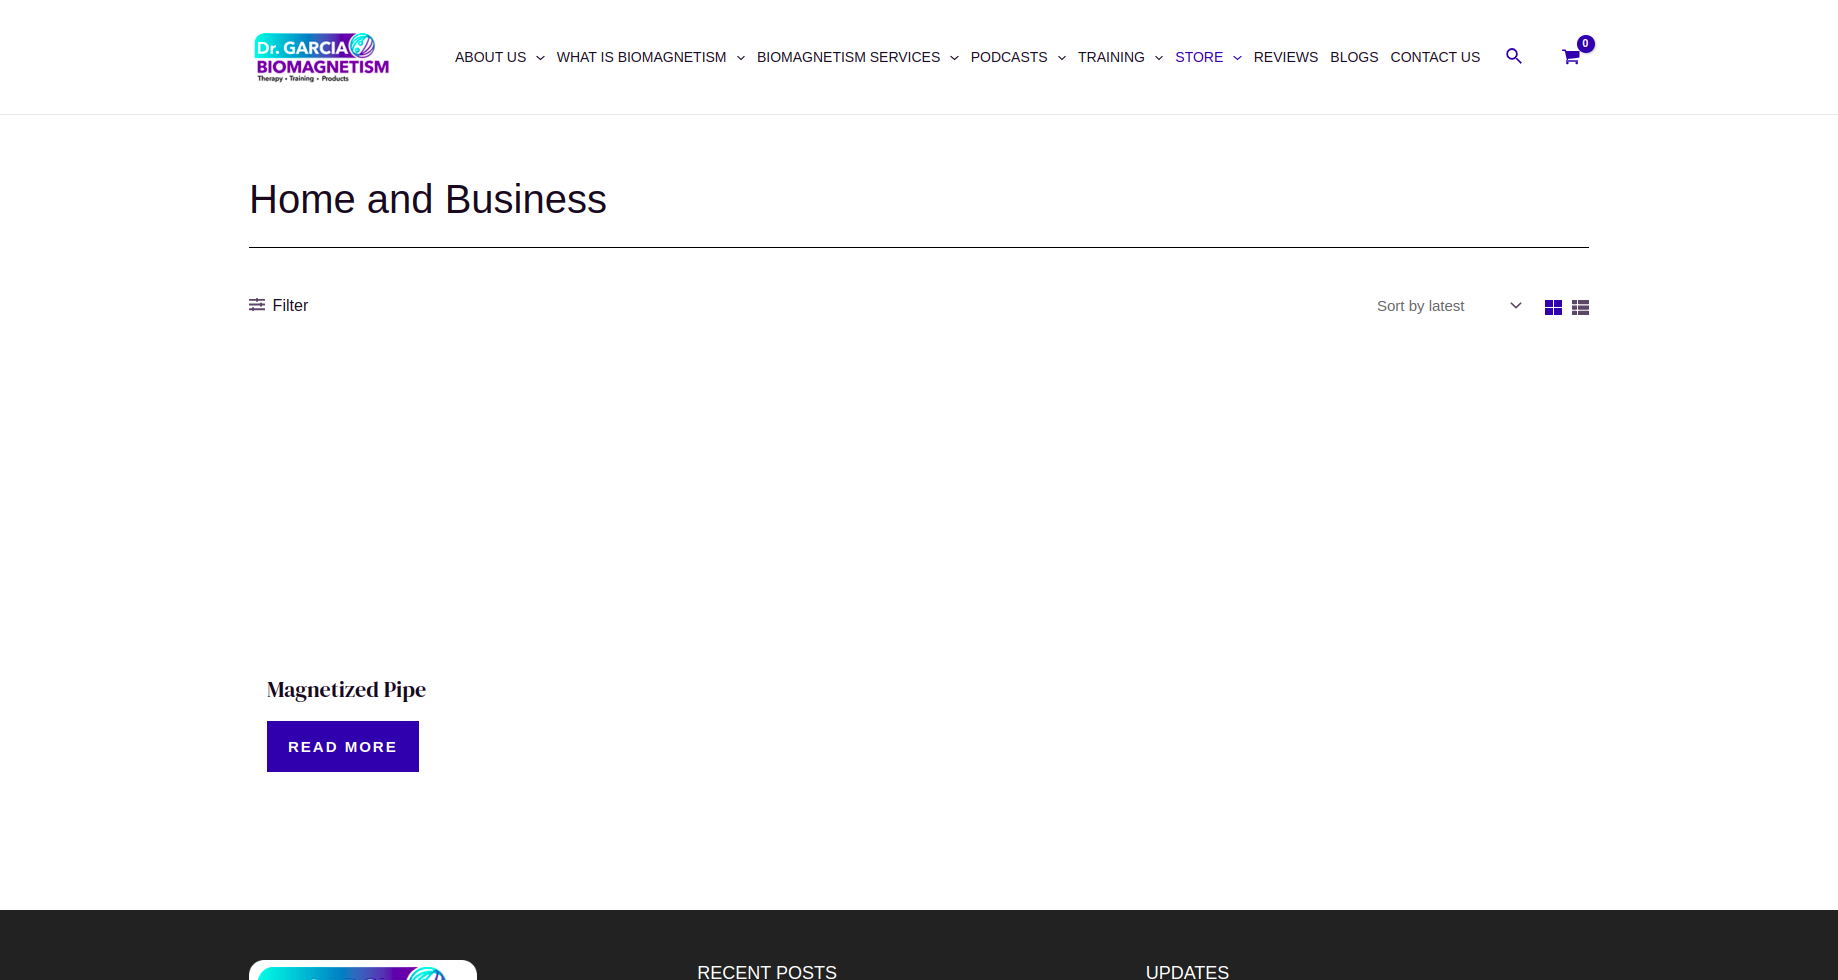 Dr. GARCIA
BIOMAGNETISM
Therapy • Training • Products
ABOUT US WHAT IS BIOMAGNETISM BIOMAGNETISM SERVICES PODCASTS TRAINING STORE REVIEWS BLOGS CONTACT US 0
Home and Business
Filter Sort by latest
Magnetized Pipe
READ MORE
RECENT POSTS UPDATES